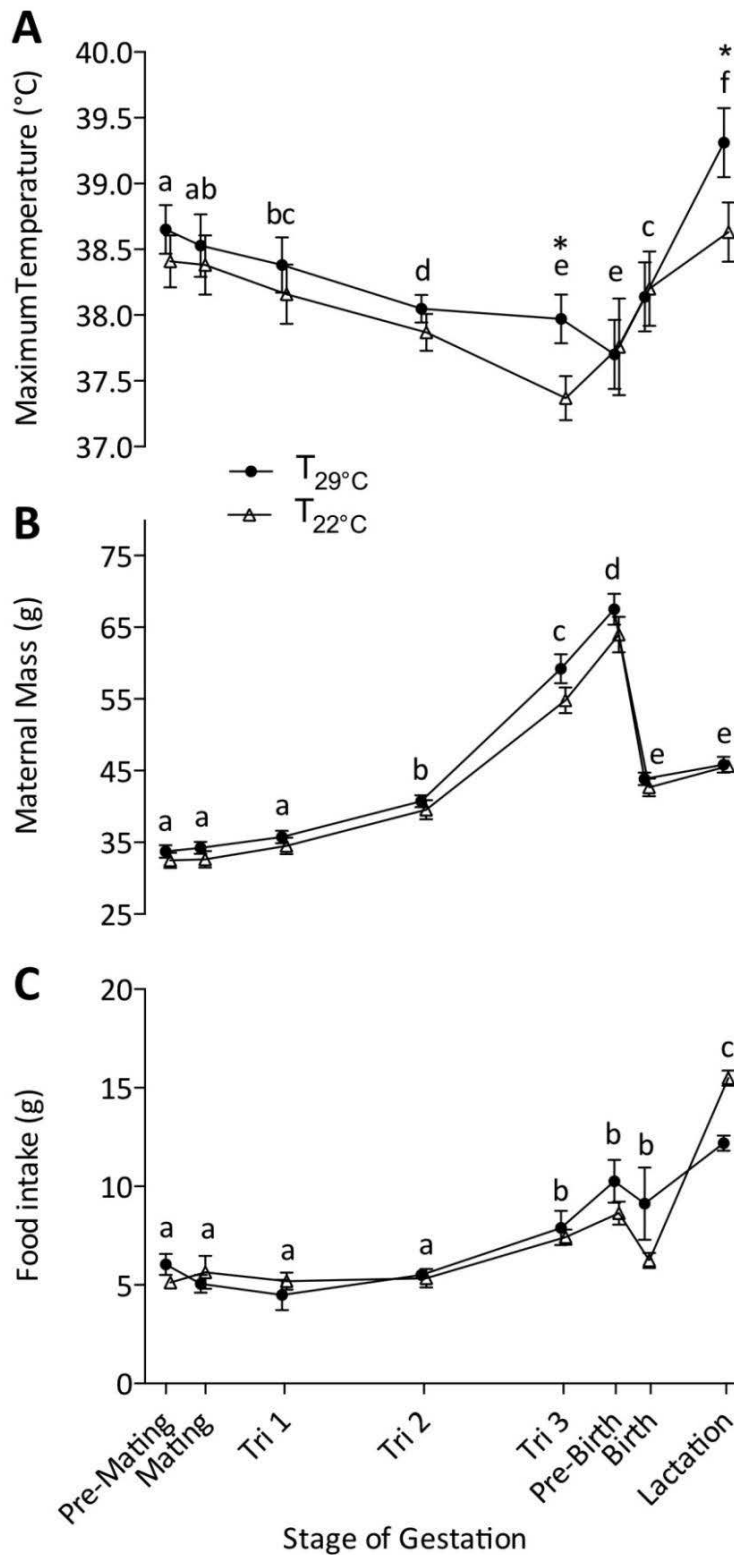 A
MaximumTemperature (°C)
40.0
39.5
39.0
38.5
38.0
37.5
37.0
a
ab
bc
d
*
e
e
c
*
f
T29°C
T22°C
B
Maternal Mass (g)
75
65
55
45
35
25
a
a
a
b
c
d
e
e
C
Food intake (g)
20
15
10
5
0
a
a
a
a
b
b
b
c
Pre-Mating
Mating
Tri 1
Tri 2
Tri 3
Pre-Birth
Birth
Lactation
Stage of Gestation